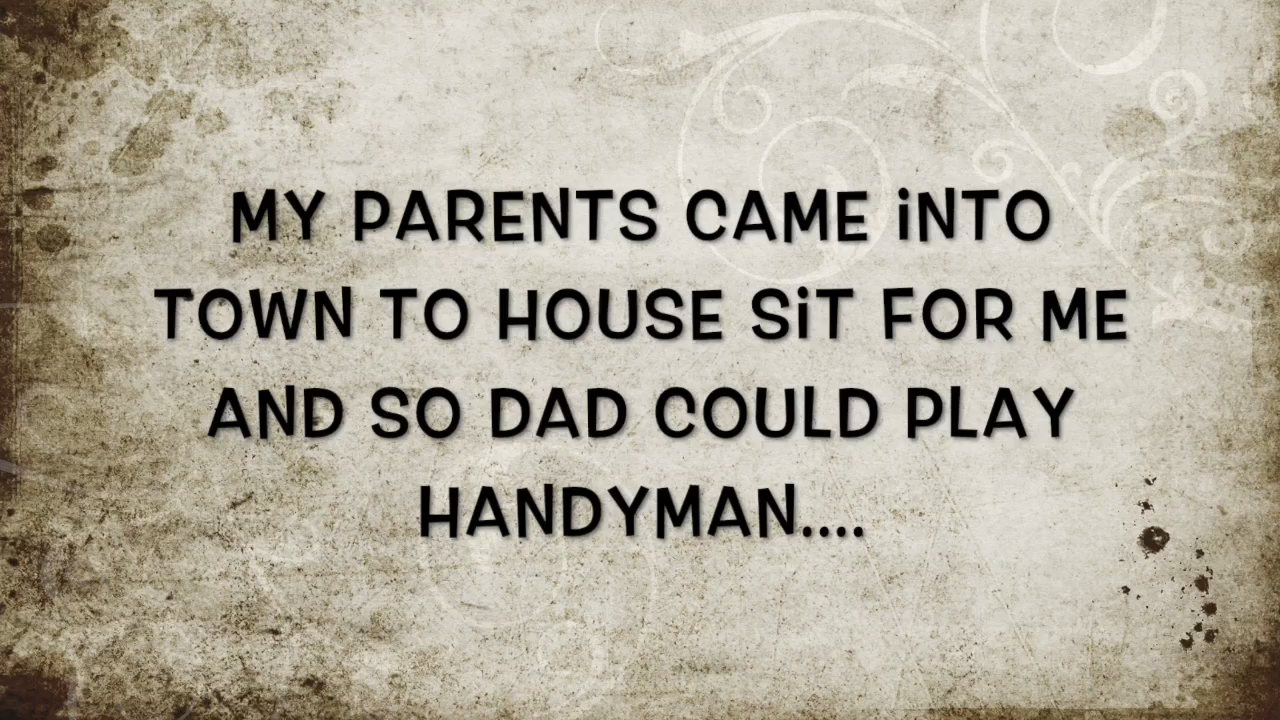 MY PARENTS CAME iNTO
TOWN TO HOUSE SiT FOR ME
AND SO DAD COULD PLAY
HANDYMAN....